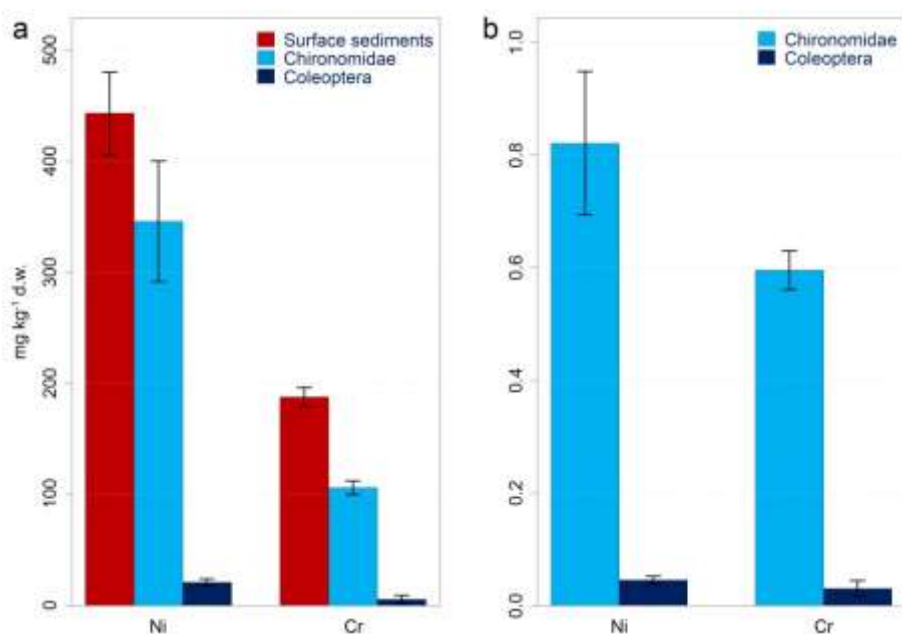 a
Surface sediments
Chironomidae
Coleoptera
500
400
300
200
100
0
mg kg⁻¹ d.w.
Ni
Cr
b
Chironomidae
Coleoptera
1.0
0.8
0.6
0.4
0.2
0.0
Ni
Cr